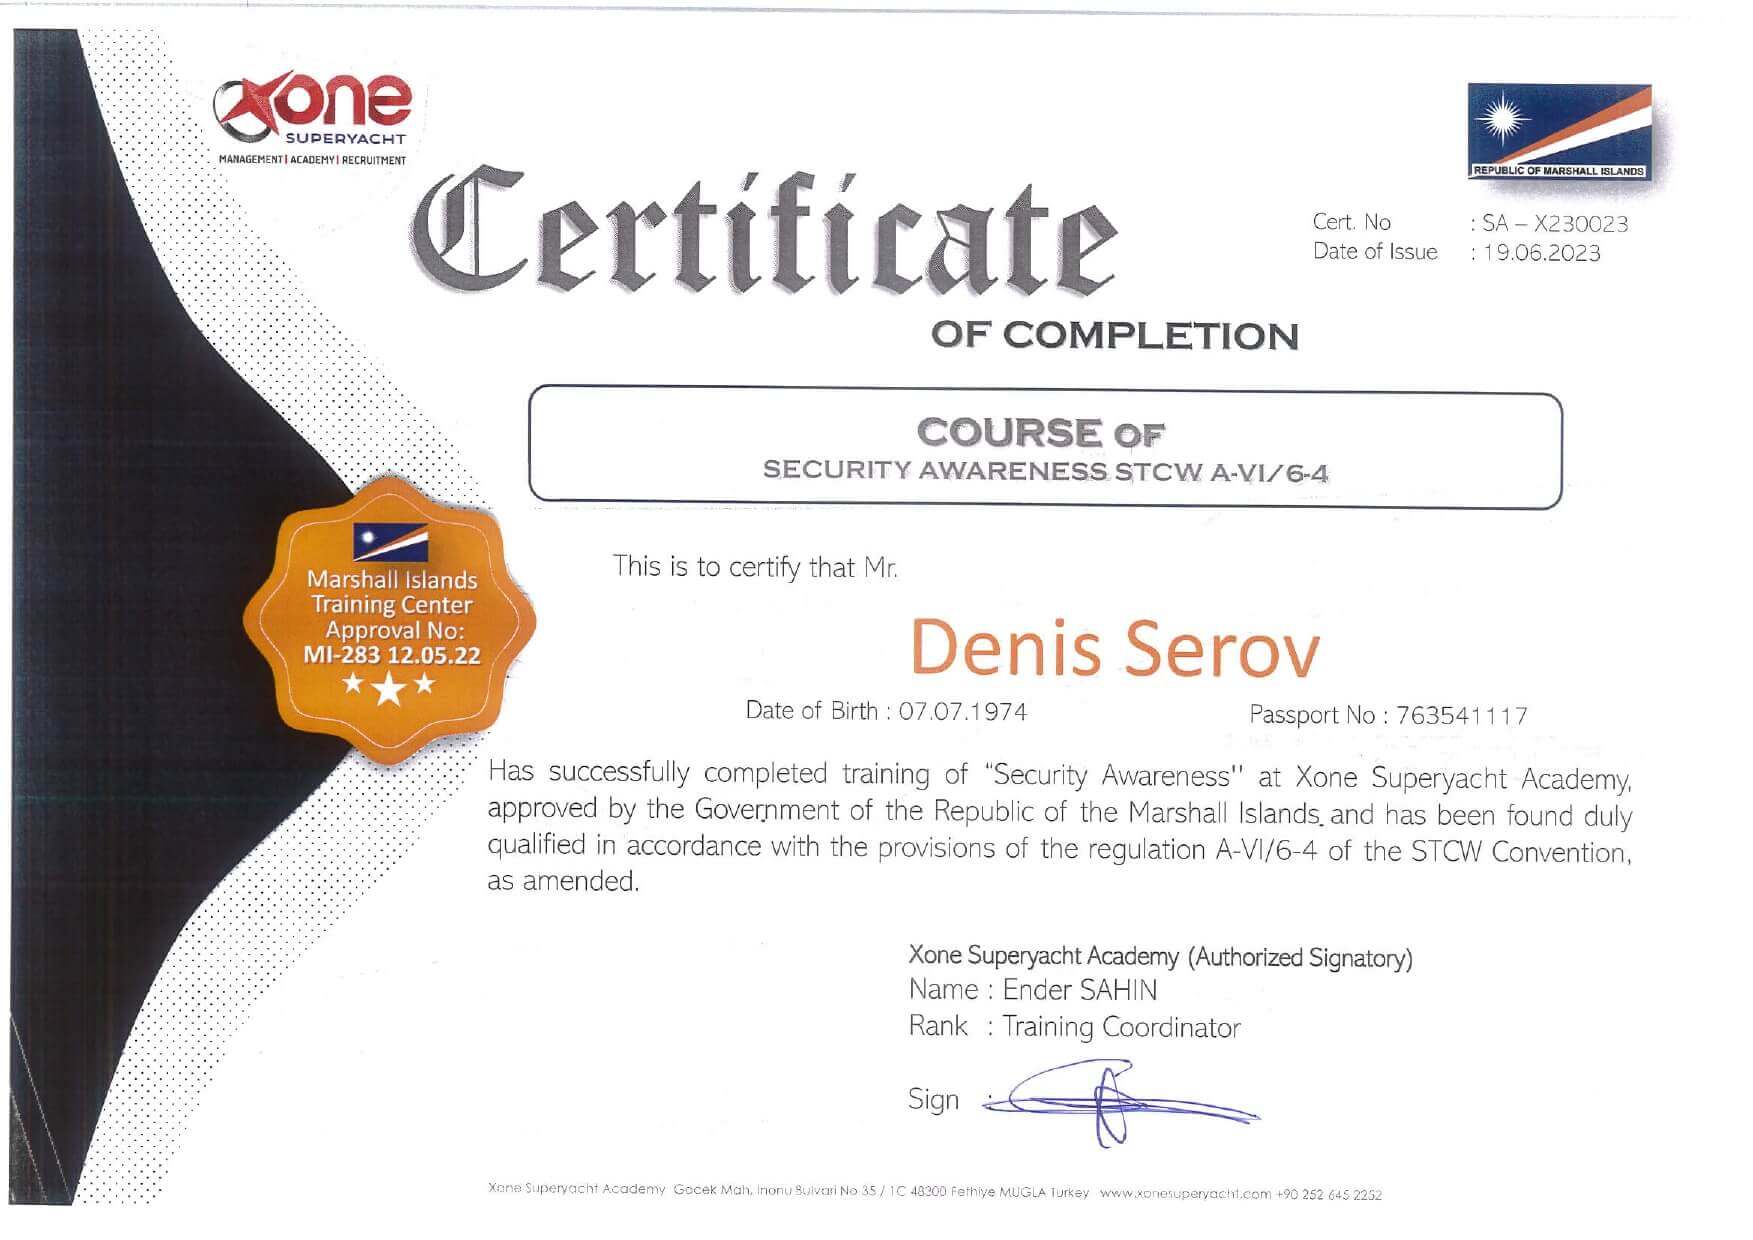 xone
SUPERYACHT
MANAGEMENT| ACADEMY| RECRUITMENT
REPUBLIC OF MARSHALL ISLANDS
Certificate
OF COMPLETION
Cert. No : SA – X230023
Date of Issue : 19.06.2023
COURSE OF
SECURITY AWARENESS STCW A-VI/6-4
Marshall Islands
Training Center
Approval No:
MI-283 12.05.22
This is to certify that Mr.
Denis Serov
Date of Birth : 07.07.1974 Passport No : 763541117
Has successfully completed training of “Security Awareness" at Xone Superyacht Academy,
approved by the Government of the Republic of the Marshall Islands and has been found duly
qualified in accordance with the provisions of the regulation A-VI/6-4 of the STCW Convention,
as amended.
Xone Superyacht Academy (Authorized Signatory)
Name : Ender SAHIN
Rank : Training Coordinator
Sign :
Xone Superyacht Academy Gocek Mah. Inonu Bulvari No 35 / 1C 48300 Fethiye MUGLA Turkey www.xonesuperyacht.com +90 252 645 2252